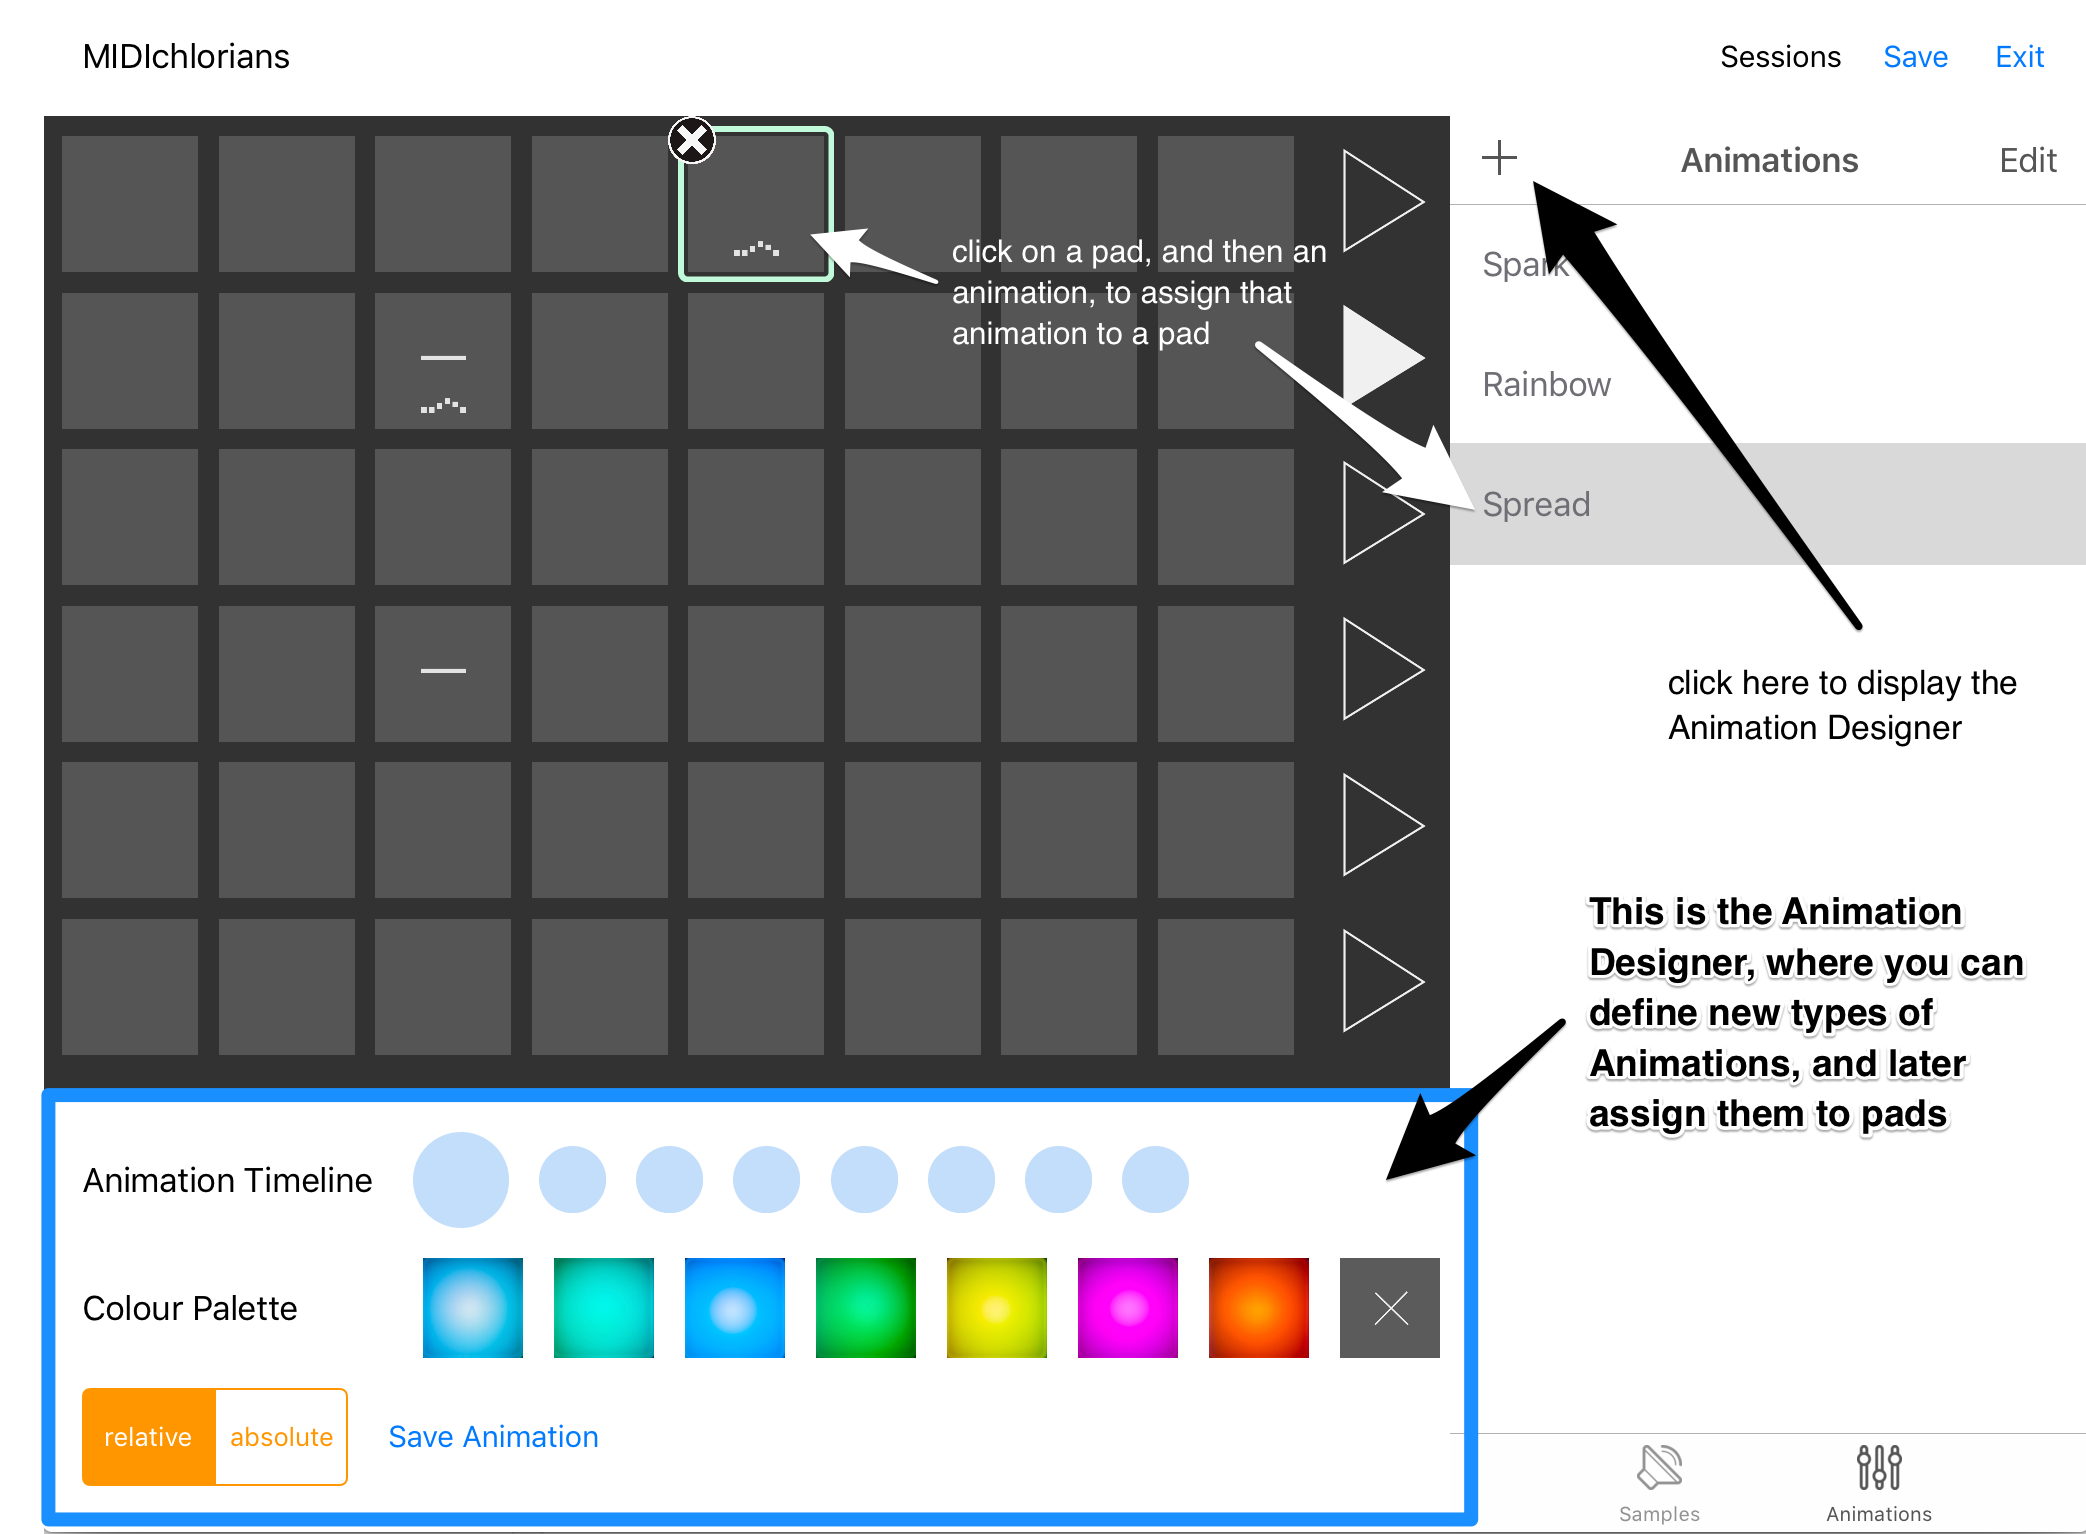 MIDIchlorians
Sessions Save Exit
Animations Edit
Spark
Rainbow
Spread
click on a pad, and then an
animation, to assign that
animation to a pad
click here to display the
Animation Designer
This is the Animation
Designer, where you can
define new types of
Animations, and later
assign them to pads
Animation Timeline
Colour Palette
relative absolute Save Animation
Samples Animations